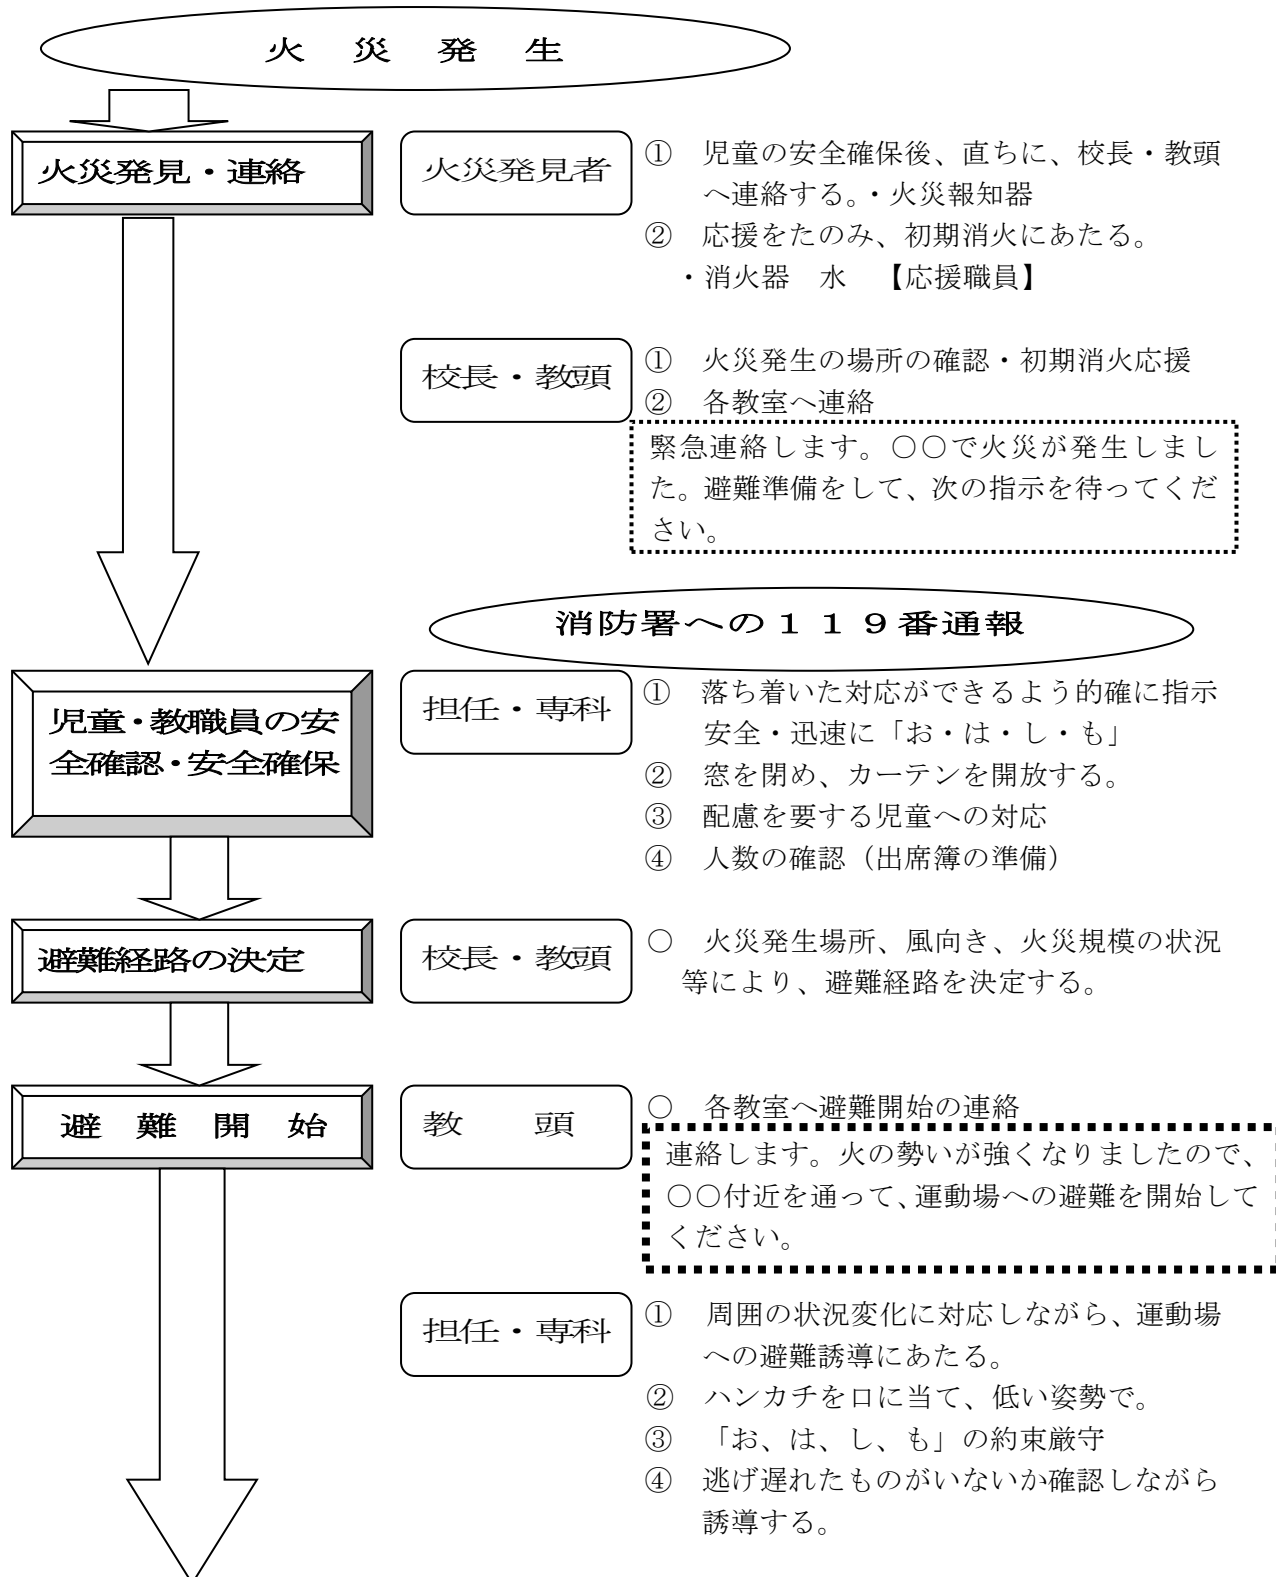 火　災　発　生
火災発見・連絡
火災発見者
①　児童の安全確保後、直ちに、校長・教頭
へ連絡する。・火災報知器
②　応援をたのみ、初期消火にあたる。
・消火器　水　【応援職員】
校長・教頭
①　火災発生の場所の確認・初期消火応援
②　各教室へ連絡
緊急連絡します。〇〇で火災が発生しまし
た。避難準備をして、次の指示を待ってくだ
さい。
消防署への１１９番通報
児童・教職員の安
全確認・安全確保
担任・専科
①　落ち着いた対応ができるよう的確に指示
安全・迅速に「お・は・し・も」
②　窓を閉め、カーテンを開放する。
③　配慮を要する児童への対応
④　人数の確認（出席簿の準備）
避難経路の決定
校長・教頭
〇　火災発生場所、風向き、火災規模の状況
等により、避難経路を決定する。
避　難　開　始
教　　頭
〇　各教室へ避難開始の連絡
連絡します。火の勢いが強くなりましたので、
〇〇付近を通って、運動場への避難を開始して
ください。
担任・専科
①　周囲の状況変化に対応しながら、運動場
への避難誘導にあたる。
②　ハンカチを口に当て、低い姿勢で。
③　「お、は、し、も」の約束厳守
④　逃げ遅れたものがいないか確認しながら
誘導する。